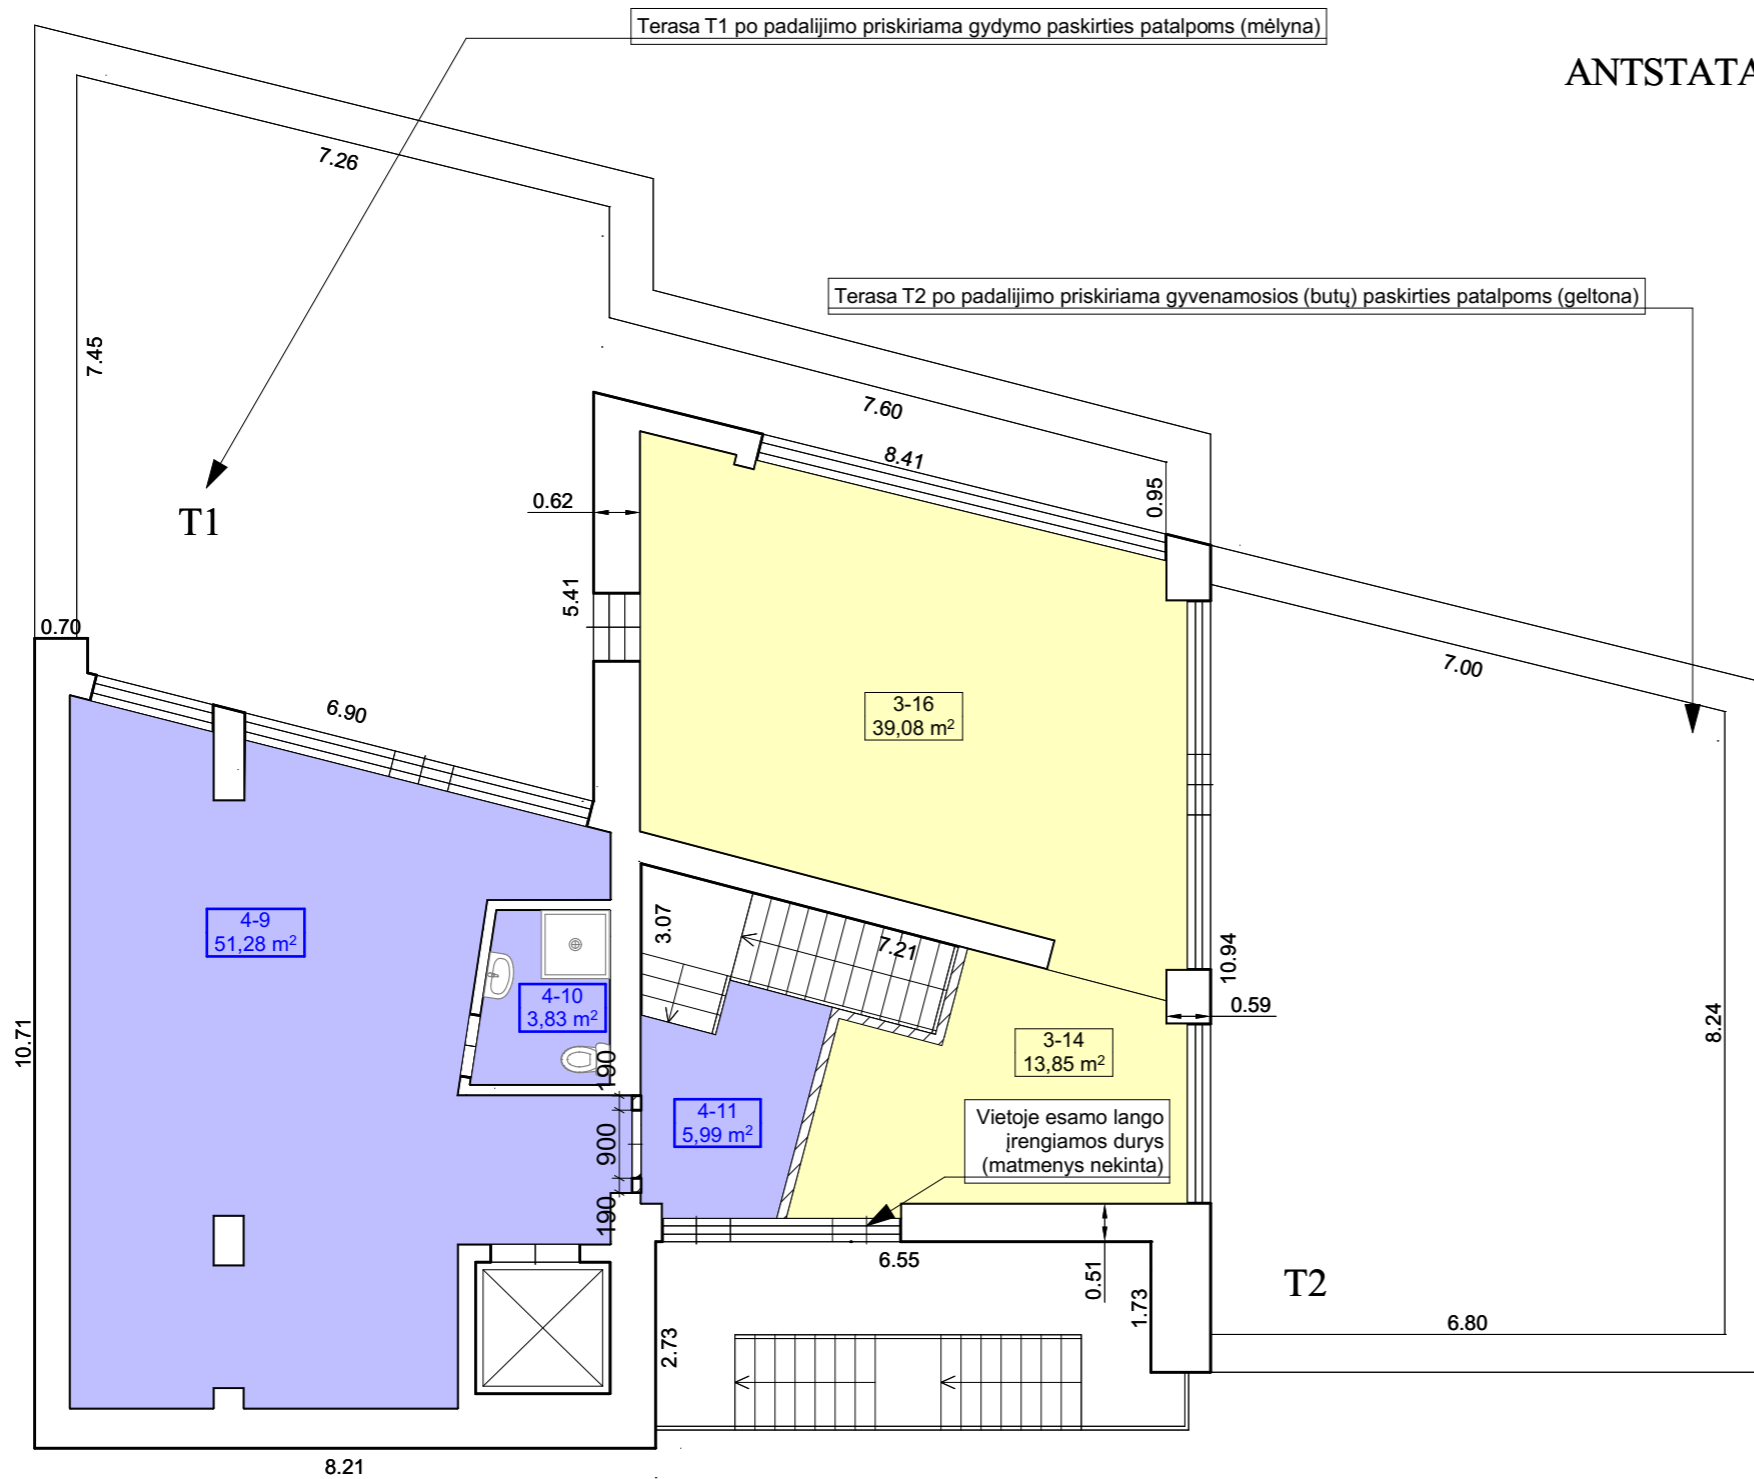 Terasa T1 po padalijimo priskiriama gydymo paskirties patalpoms (mėlyna)
ANTSTATA
7.26
Terasa T2 po padalijimo priskiriama gyvenamosios (butų) paskirties patalpoms (geltona)
7.45
7.60
8.41
0.95
0.62
T1
5.41
0.70
7.00
6.90
3-16
39,08 m²
4-9
51,28 m²
3.07
7.21
10.94
4-10
3,83 m²
0.59
10.71
3-14
13,85 m²
8.24
190
4-11
5,99 m²
Vietoje esamo lango
įrengiamos durys
(matmenys nekinta)
900
190
6.55
0.51
T2
1.73
6.80
2.73
8.21